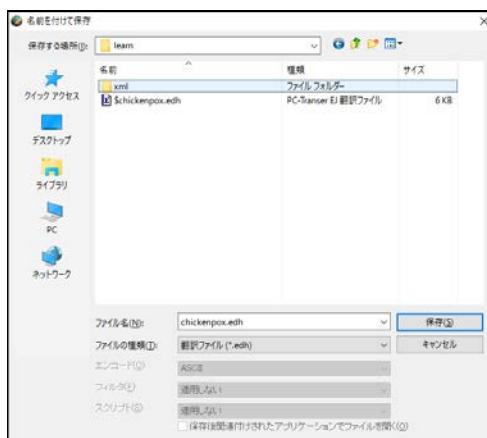 名前を付けて保存
保存する場所(I): learn
名前 種類 サイズ
xml ファイル フォルダー
$chickenpox.edh PC-Transer EJ 翻訳ファイル 6 KB
クイック アクセス
デスクトップ
ライブラリ
PC
ネットワーク
ファイル名(N): chickenpox.edh 保存(S)
ファイルの種類(T): 翻訳ファイル (*.edh) キャンセル
エンコード(O) ASCII
フィルタ(F) 適用しない
スクリプト(G) 適用しない
保存後関連付けされたアプリケーションでファイルを開く(O)